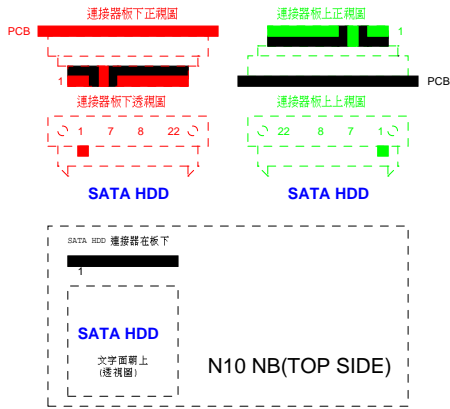 連接器板下正視圖
PCB
1
連接器板下透視圖
1 7 8 22
SATA HDD
連接器板上正視圖
1
PCB
連接器板上上視圖
22 8 7 1
SATA HDD
SATA HDD 連接器在板下
1
SATA HDD
文字面朝上
(透視圖)
N10 NB(TOP SIDE)